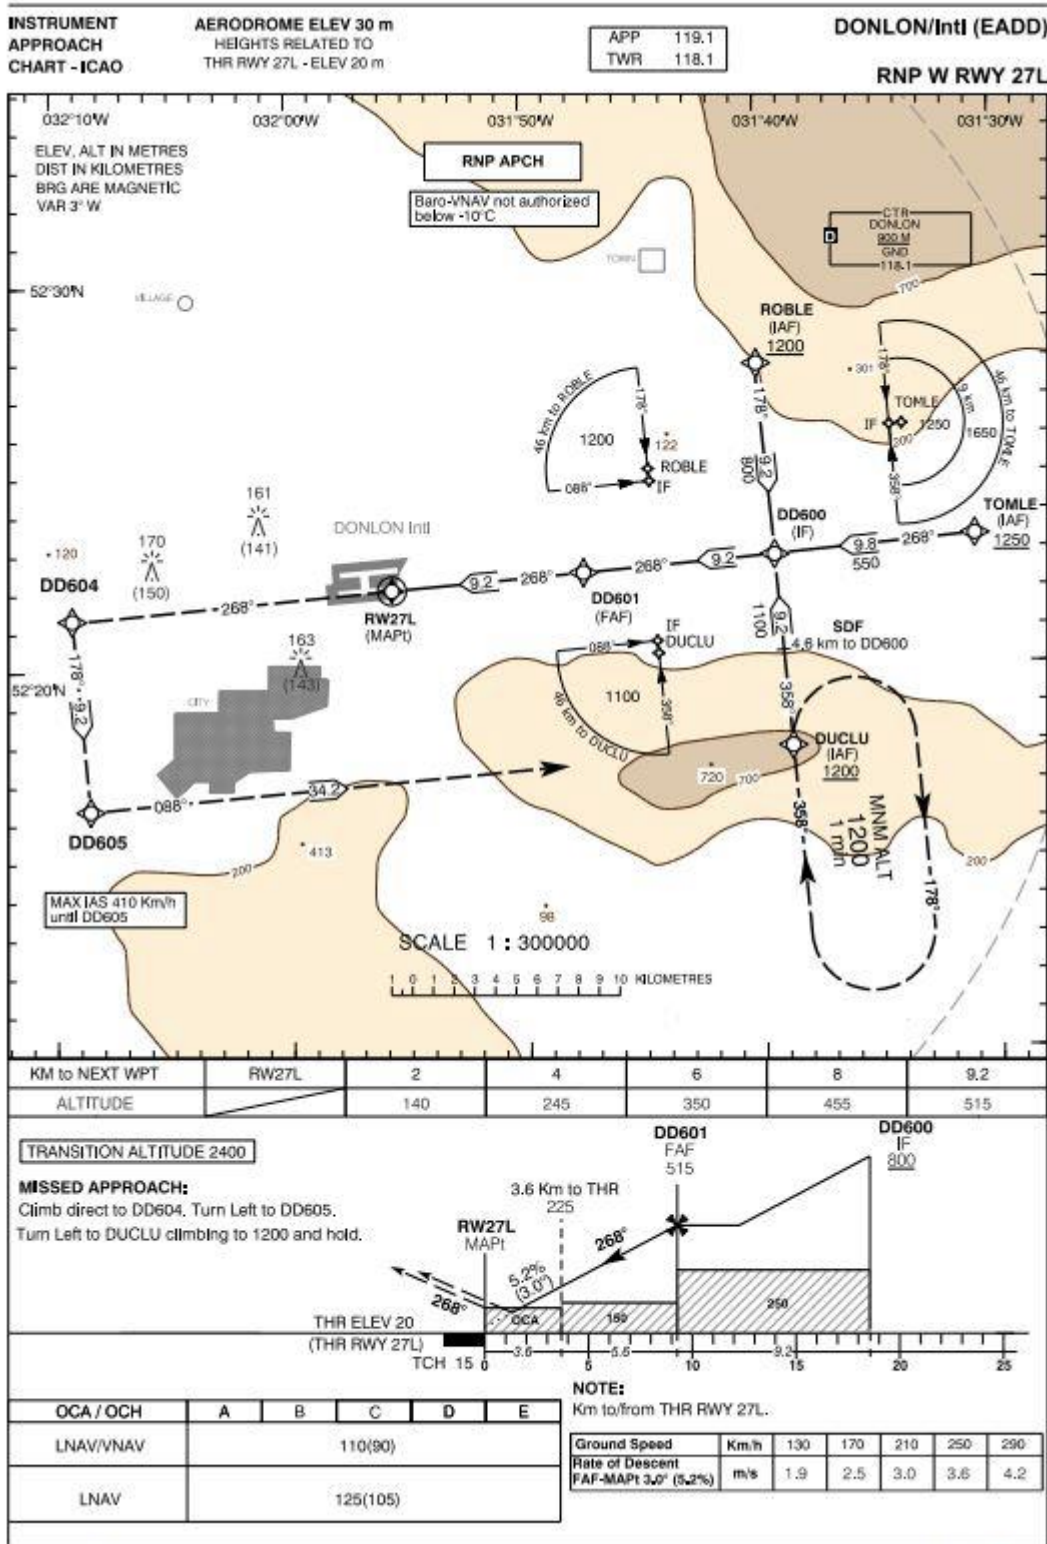 INSTRUMENT
APPROACH
CHART - ICAO
AERODROME ELEV 30 m
HEIGHTS RELATED TO
THR RWY 27L - ELEV 20 m
APP 119.1
TWR 118.1
DONLON/Intl (EADD)
RNP W RWY 27L
032°10'W
032°00'W
031°50'W
031°40'W
031°30'W
ELEV, ALT IN METRES
DIST IN KILOMETRES
BRG ARE MAGNETIC
VAR 3° W
RNP APCH
Baro-VNAV not authorized
below -10°C
CTR
DONLON
900 M
GND
118.1
D
700
TOWN
52°30'N
VILLAGE
ROBLE
(IAF)
1200
178°
9.2
800
46 km to ROBLE
178°
1200
122
ROBLE
IF
088°
301
178°
TOMLE
IF
1250
9 km
1650
46 km to TOMLE
200
358°
TOMLE
(IAF)
1250
161
(141)
170
(150)
120
DONLON Intl
DD600
(IF)
268°
9.8
550
268°
9.2
268°
9.2
DD604
268°
RW27L
(MAPt)
DD601
(FAF)
9.2
1100
SDF
4.6 km to DD600
IF
DUCLU
088°
1100
358°
46 km to DUCLU
163
(143)
52°20'N
178°
9.2
CITY
358°
DUCLU
(IAF)
1200
720
700
088°
34.2
DD605
358°
MNM ALT
1200
1 min
178°
200
200
413
MAX IAS 410 Km/h
until DD605
98
SCALE 1 : 300000
1 0 1 2 3 4 5 6 7 8 9 10 KILOMETRES
KM to NEXT WPT RW27L 2 4 6 8 9.2
ALTITUDE 140 245 350 455 515
TRANSITION ALTITUDE 2400
MISSED APPROACH:
Climb direct to DD604. Turn Left to DD605.
Turn Left to DUCLU climbing to 1200 and hold.
DD601
FAF
515
DD600
IF
800
3.6 Km to THR
225
RW27L
MAPt
268°
5.2%
(3.0°)
268°
OCA
150
250
THR ELEV 20
(THR RWY 27L)
TCH 15
3.6 5.6 9.2
0 5 10 15 20 25
NOTE:
Km to/from THR RWY 27L.
OCA / OCH A B C D E
LNAV/VNAV 110(90)
LNAV 125(105)
Ground Speed Km/h 130 170 210 250 290
Rate of Descent
FAF-MAPt 3.0° (5.2%) m/s 1.9 2.5 3.0 3.6 4.2